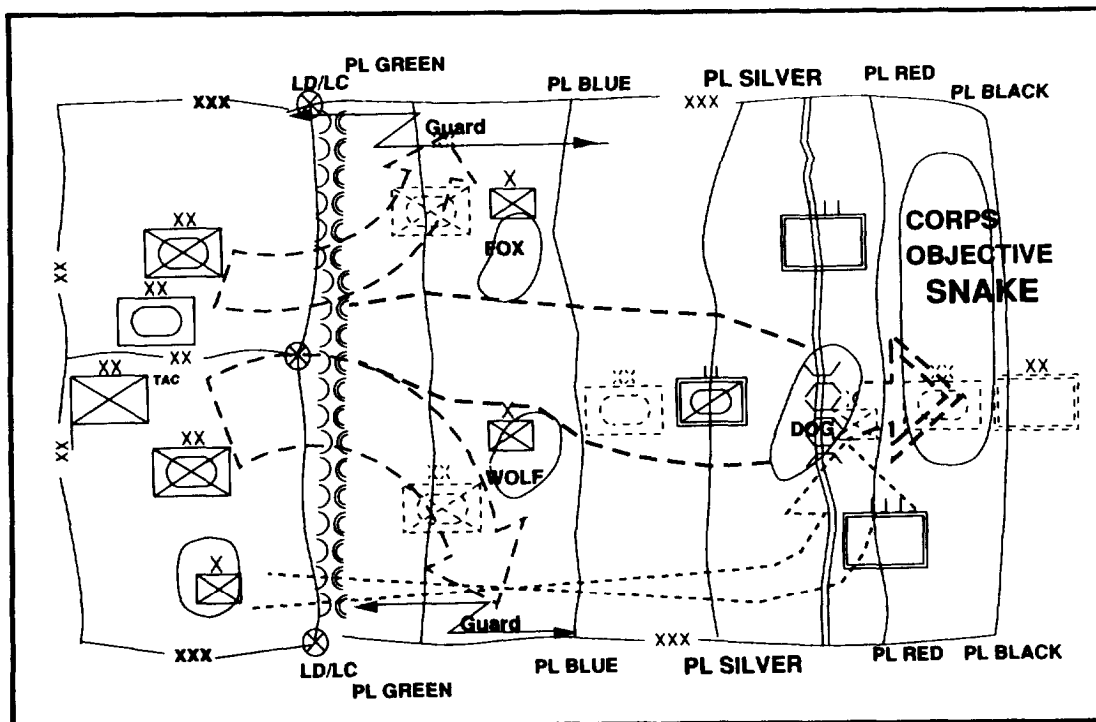 PL GREEN
LD/LC
PL BLUE
PL SILVER
PL RED
PL BLACK
XXX
XXX
Guard
X
XX
FOX
CORPS
OBJECTIVE
SNAKE
XX
XX
XX
XX
TAC
XX
XX
X
DOG
WOLF
XX
XX
X
Guard
XXX
XXX
LD/LC
PL GREEN
PL BLUE
PL SILVER
PL RED
PL BLACK